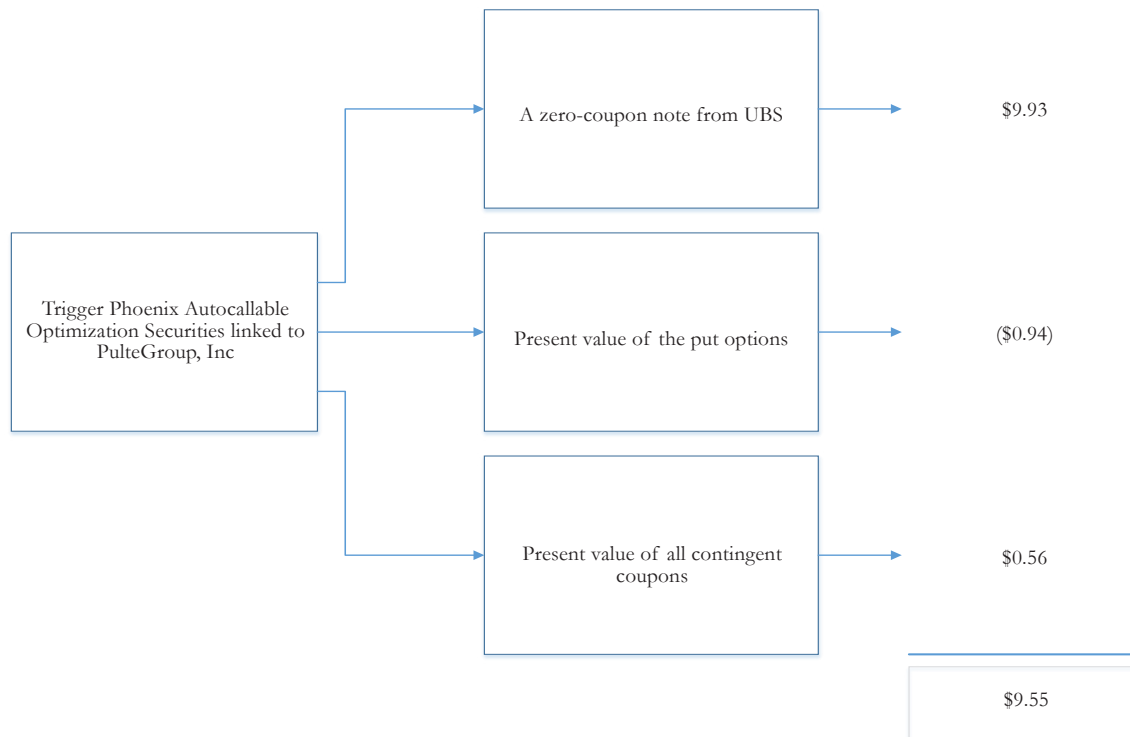 A zero-coupon note from UBS
$9.93
Trigger Phoenix Autocallable
Optimization Securities linked to
PulteGroup, Inc
Present value of the put options
($0.94)
Present value of all contingent
coupons
$0.56
$9.55